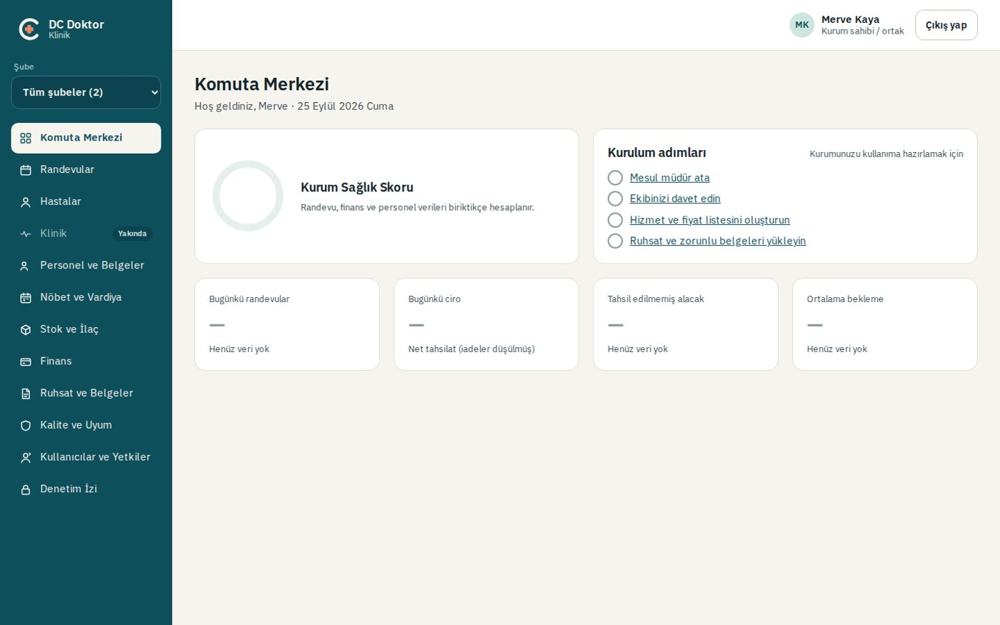 DC Doktor
Klinik
Şube
Tüm şubeler (2)
Komuta Merkezi
Randevular
Hastalar
Klinik Yakında
Personel ve Belgeler
Nöbet ve Vardiya
Stok ve İlaç
Finans
Ruhsat ve Belgeler
Kalite ve Uyum
Kullanıcılar ve Yetkiler
Denetim İzi
MK
Merve Kaya
Kurum sahibi / ortak
Çıkış yap
Komuta Merkezi
Hoş geldiniz, Merve · 25 Eylül 2026 Cuma
Kurum Sağlık Skoru
Randevu, finans ve personel verileri biriktikçe hesaplanır.
Kurulum adımları
Kurumunuzu kullanıma hazırlamak için
Mesul müdür ata
Ekibinizi davet edin
Hizmet ve fiyat listesini oluşturun
Ruhsat ve zorunlu belgeleri yükleyin
Bugünkü randevular
—
Henüz veri yok
Bugünkü ciro
—
Net tahsilat (iadeler düşülmüş)
Tahsil edilmemiş alacak
—
Henüz veri yok
Ortalama bekleme
—
Henüz veri yok